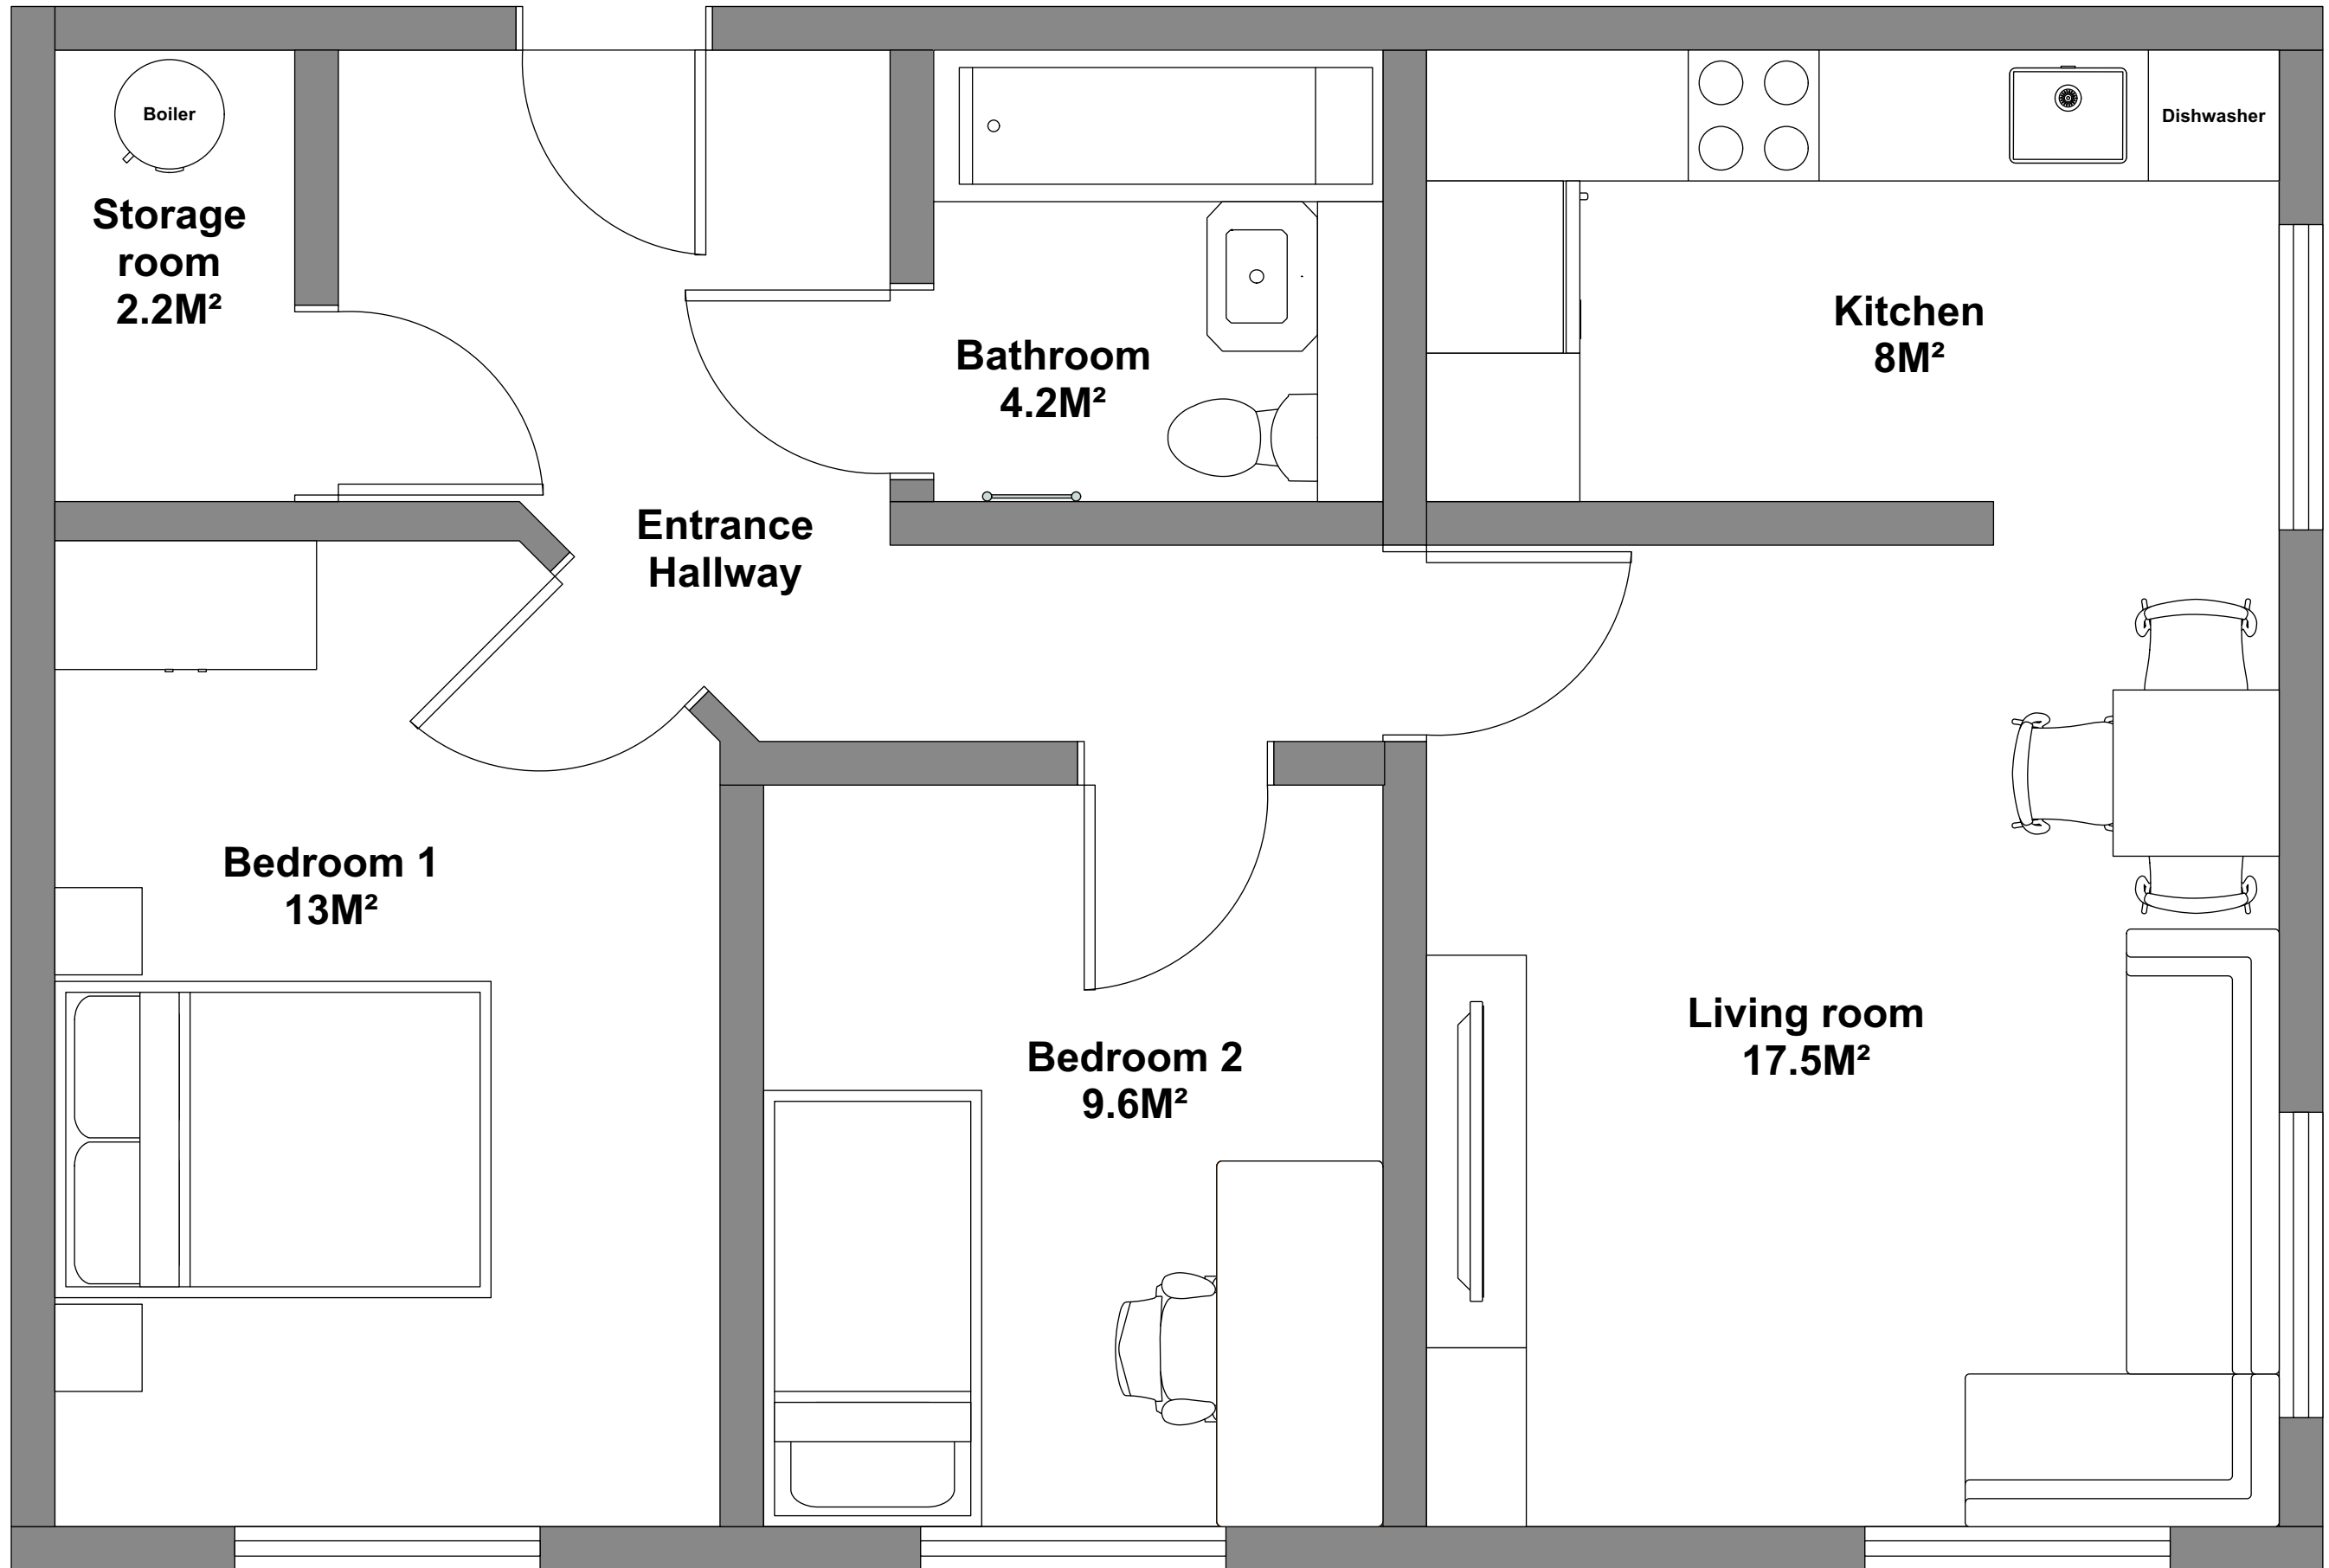 Boiler
Storage
room
2.2M²
Dishwasher
Kitchen
8M²
Bathroom
4.2M²
Entrance
Hallway
Bedroom 1
13M²
Bedroom 2
9.6M²
Living room
17.5M²